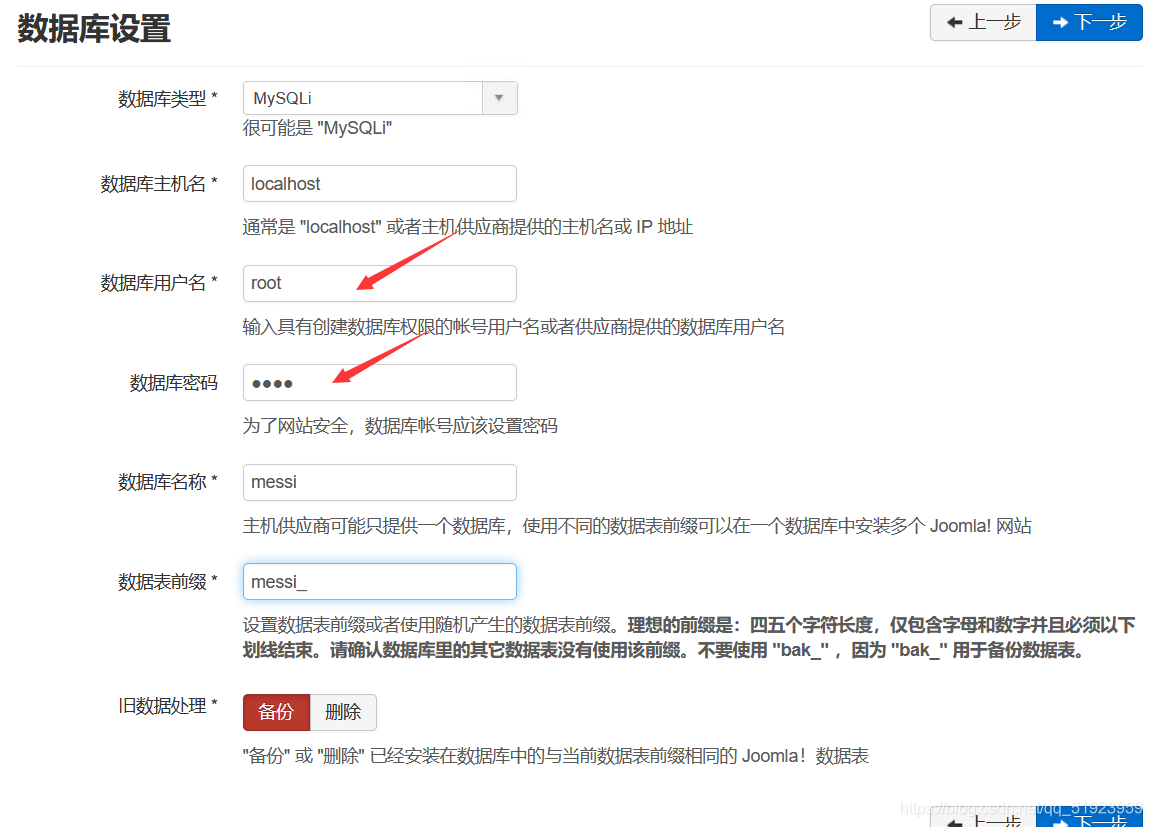 数据库设置
上一步
下一步
数据库类型 *
MySQLi
很可能是 "MySQLi"
数据库主机名 *
localhost
通常是 "localhost" 或者主机供应商提供的主机名或 IP 地址
数据库用户名 *
root
输入具有创建数据库权限的帐号用户名或者供应商提供的数据库用户名
数据库密码
●●●●
为了网站安全，数据库帐号应该设置密码
数据库名称 *
messi
主机供应商可能只提供一个数据库，使用不同的数据表前缀可以在一个数据库中安装多个 Joomla! 网站
数据表前缀 *
messi_
设置数据表前缀或者使用随机产生的数据表前缀。理想的前缀是：四五个字符长度，仅包含字母和数字并且必须以下
划线结束。请确认数据库里的其它数据表没有使用该前缀。不要使用 "bak_" ，因为 "bak_" 用于备份数据表。
旧数据处理 *
备份
删除
"备份" 或 "删除" 已经安装在数据库中的与当前数据表前缀相同的 Joomla！数据表
https://blog.csdn.net/qq_51923959
上一步
下一步